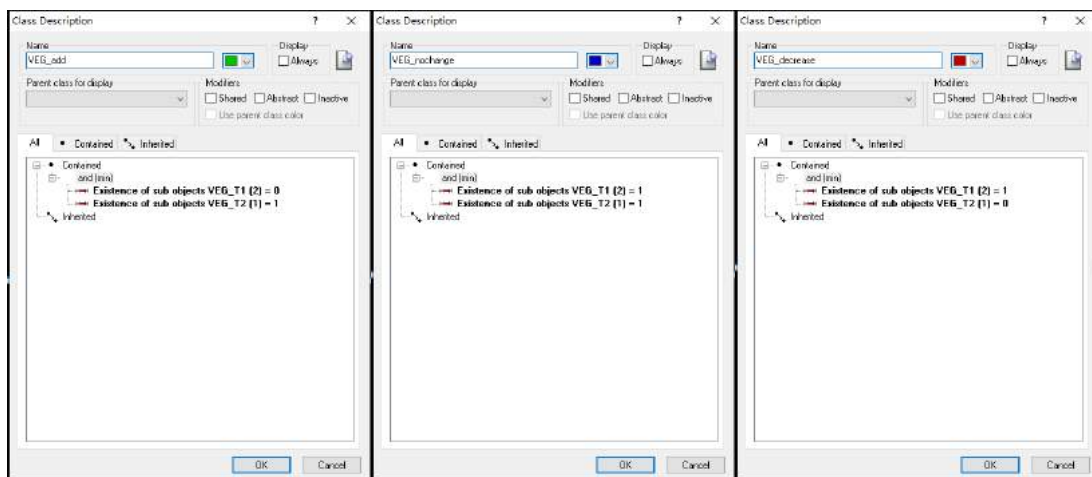 Class Description ? ×
Name
VEG_add
Display
Always
Parent class for display
Modifiers
Shared Abstract Inactive
Use parent class color
All Contained Inherited
Contained
and (min)
Existence of sub objects VEG_T1 (2) = 0
Existence of sub objects VEG_T2 (1) = 1
Inherited
OK Cancel
Class Description ? ×
Name
VEG_nochange
Display
Always
Parent class for display
Modifiers
Shared Abstract Inactive
Use parent class color
All Contained Inherited
Contained
and (min)
Existence of sub objects VEG_T1 (2) = 1
Existence of sub objects VEG_T2 (1) = 1
Inherited
OK Cancel
Class Description ? ×
Name
VEG_decrease
Display
Always
Parent class for display
Modifiers
Shared Abstract Inactive
Use parent class color
All Contained Inherited
Contained
and (min)
Existence of sub objects VEG_T1 (2) = 1
Existence of sub objects VEG_T2 (1) = 0
Inherited
OK Cancel